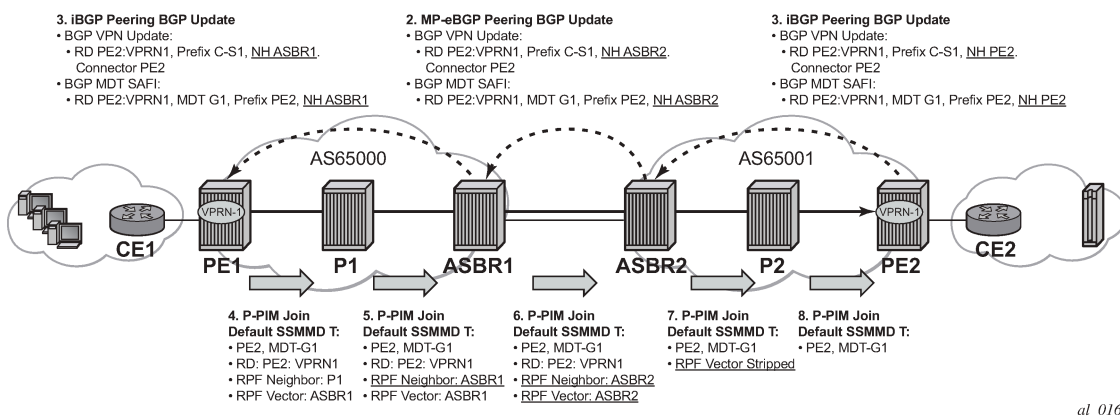 3. iBGP Peering BGP Update
• BGP VPN Update:
• RD PE2:VPRN1, Prefix C-S1, NH ASBR1.
Connector PE2
• BGP MDT SAFI:
• RD PE2:VPRN1, MDT G1, Prefix PE2, NH ASBR1
2. MP-eBGP Peering BGP Update
• BGP VPN Update:
• RD PE2:VPRN1, Prefix C-S1, NH ASBR2.
Connector PE2
• BGP MDT SAFI:
• RD PE2:VPRN1, MDT G1, Prefix PE2, NH ASBR2
3. iBGP Peering BGP Update
• BGP VPN Update:
• RD PE2:VPRN1, Prefix C-S1, NH PE2.
Connector PE2
• BGP MDT SAFI:
• RD PE2:VPRN1, MDT G1, Prefix PE2, NH PE2
AS65000
AS65001
VPRN-1
VPRN-1
CE1
PE1
P1
ASBR1
ASBR2
P2
PE2
CE2
4. P-PIM Join
Default SSMMD T:
• PE2, MDT-G1
• RD: PE2: VPRN1
• RPF Neighbor: P1
• RPF Vector: ASBR1
5. P-PIM Join
Default SSMMD T:
• PE2, MDT-G1
• RD: PE2: VPRN1
• RPF Neighbor: ASBR1
• RPF Vector: ASBR1
6. P-PIM Join
Default SSMMD T:
• PE2, MDT-G1
• RD: PE2: VPRN1
• RPF Neighbor: ASBR2
• RPF Vector: ASBR2
7. P-PIM Join
Default SSMMD T:
• PE2, MDT-G1
• RPF Vector Stripped
8. P-PIM Join
Default SSMMD T:
• PE2, MDT-G1
al_016